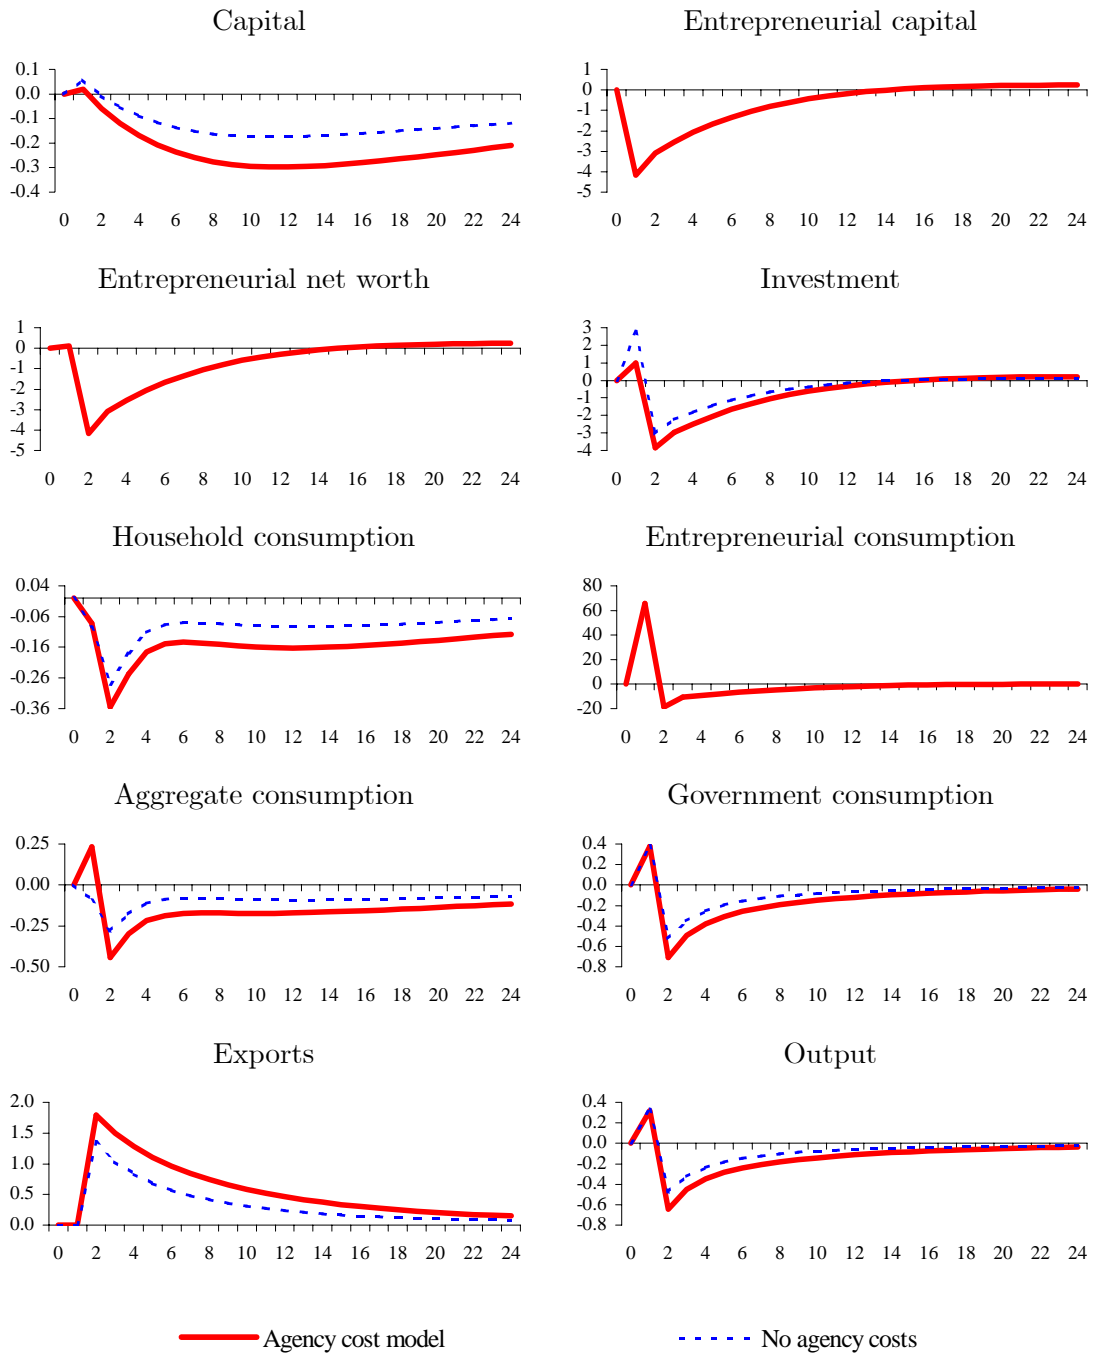 Capital
0.1
0.0
-0.1
-0.2
-0.3
-0.4
0 2 4 6 8 10 12 14 16 18 20 22 24
Entrepreneurial capital
1
0
-1
-2
-3
-4
-5
0 2 4 6 8 10 12 14 16 18 20 22 24
Entrepreneurial net worth
1
0
-1
-2
-3
-4
-5
0 2 4 6 8 10 12 14 16 18 20 22 24
Investment
3
2
1
0
-1
-2
-3
-4
0 2 4 6 8 10 12 14 16 18 20 22 24
Household consumption
0.04
-0.06
-0.16
-0.26
-0.36
0 2 4 6 8 10 12 14 16 18 20 22 24
Entrepreneurial consumption
80
60
40
20
0
-20
0 2 4 6 8 10 12 14 16 18 20 22 24
Aggregate consumption
0.25
0.00
-0.25
-0.50
0 2 4 6 8 10 12 14 16 18 20 22 24
Government consumption
0.4
0.2
0.0
-0.2
-0.4
-0.6
-0.8
0 2 4 6 8 10 12 14 16 18 20 22 24
Exports
2.0
1.5
1.0
0.5
0.0
0 2 4 6 8 10 12 14 16 18 20 22 24
Output
0.4
0.2
0.0
-0.2
-0.4
-0.6
-0.8
0 2 4 6 8 10 12 14 16 18 20 22 24
Agency cost model
No agency costs